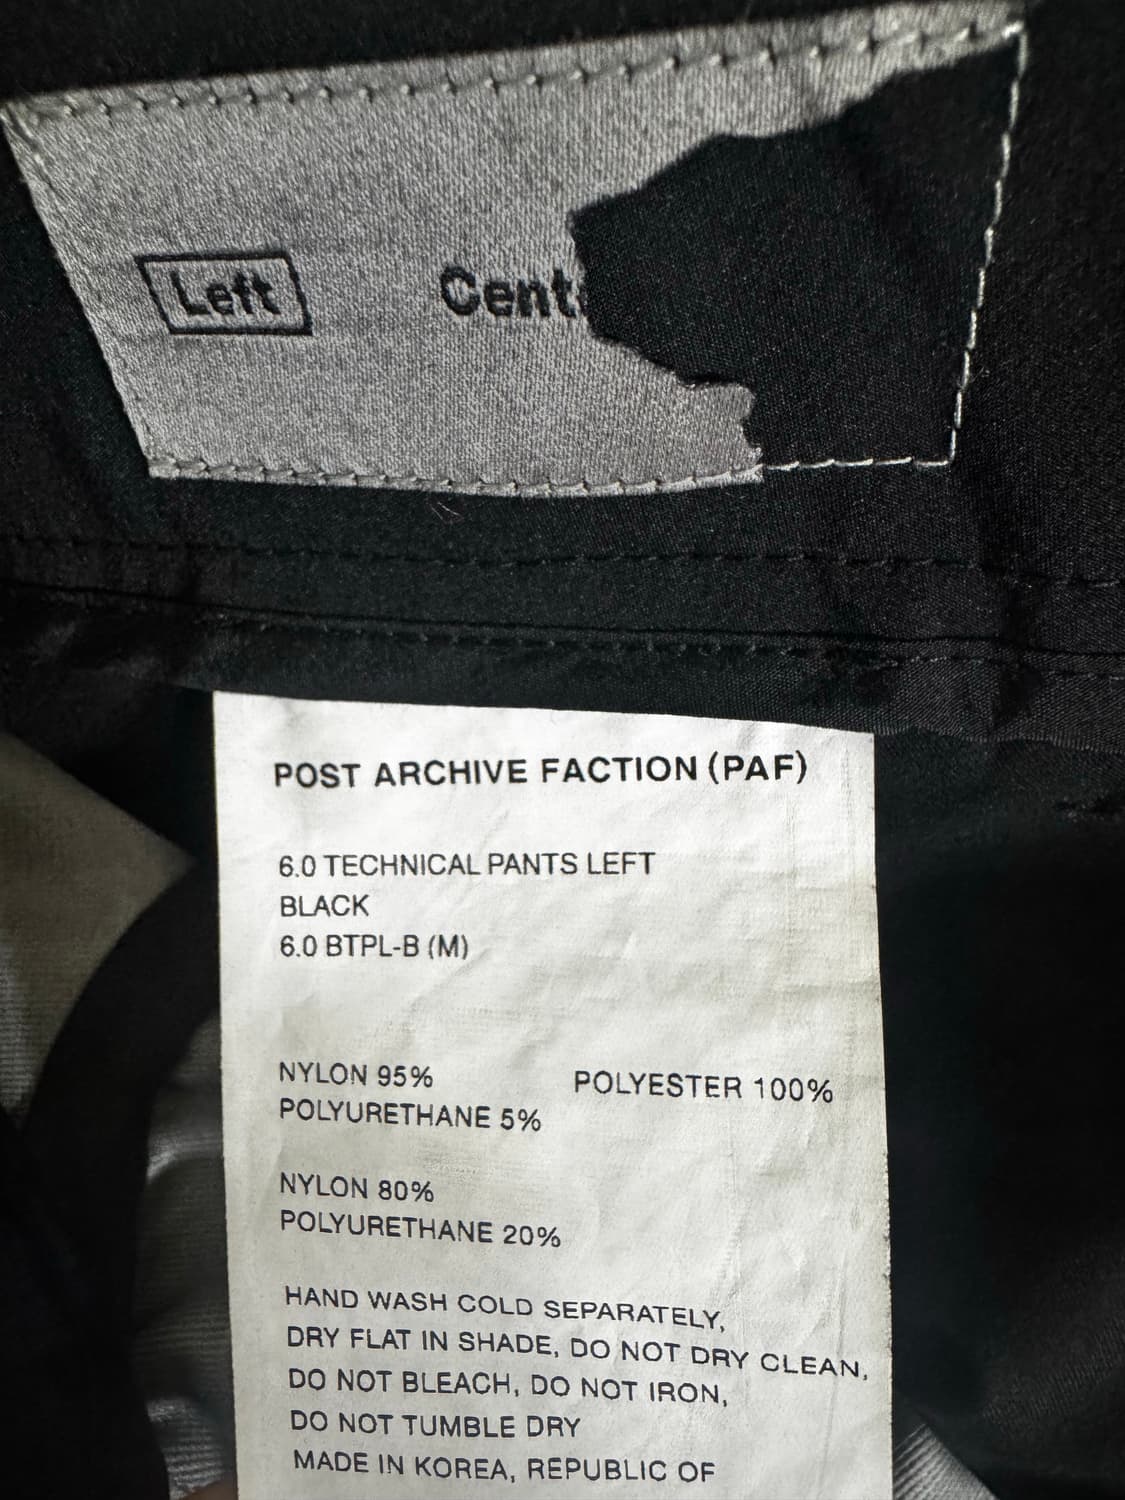 Left Cent
POST ARCHIVE FACTION (PAF)
6.0 TECHNICAL PANTS LEFT
BLACK
6.0 BTPL-B (M)
NYLON 95% POLYESTER 100%
POLYURETHANE 5%
NYLON 80%
POLYURETHANE 20%
HAND WASH COLD SEPARATELY,
DRY FLAT IN SHADE, DO NOT DRY CLEAN,
DO NOT BLEACH, DO NOT IRON,
DO NOT TUMBLE DRY
MADE IN KOREA, REPUBLIC OF